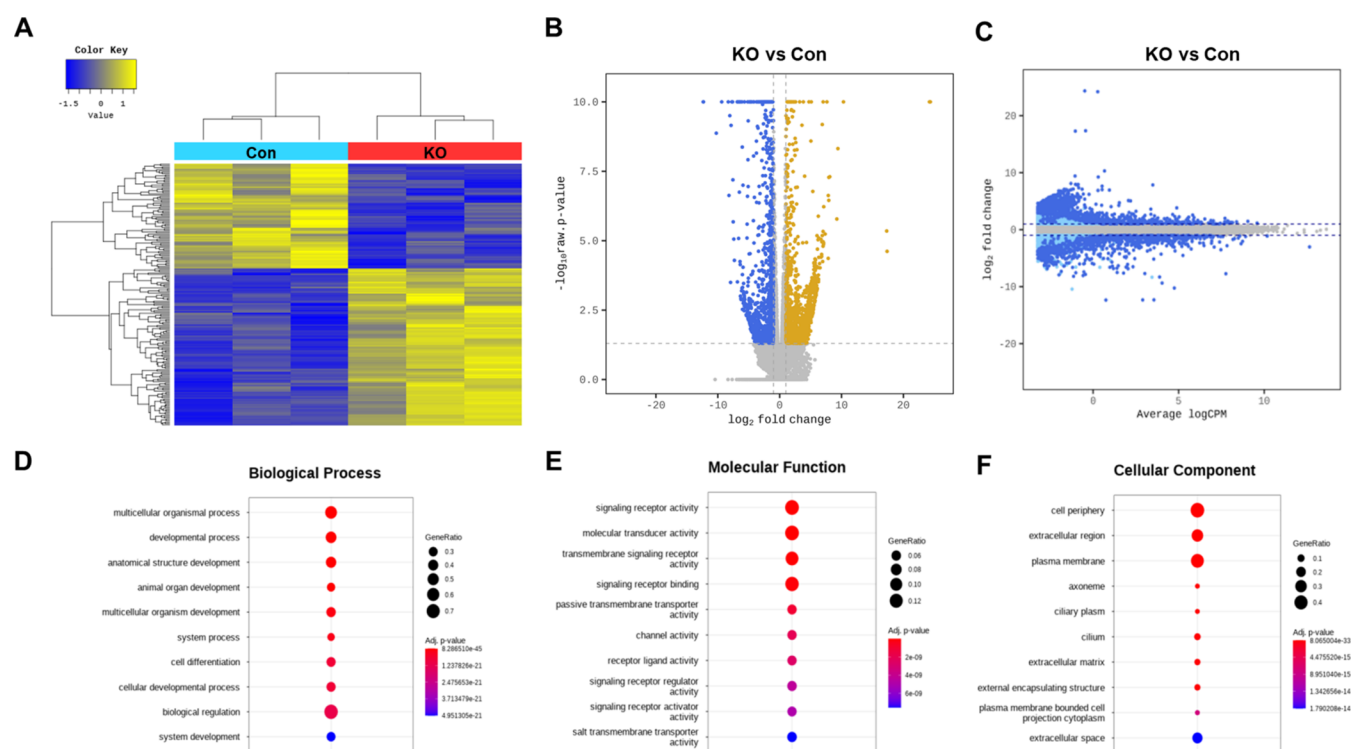 A
Color Key
-1.5 0 1
Value
Con KO
B
KO vs Con
-log10raw.p-value
10.0
7.5
5.0
2.5
0.0
-20 -10 0 10 20
log2 fold change
C
KO vs Con
log2 fold change
20
10
0
-10
-20
0 5 10
Average logCPM
D
Biological Process
multicellular organismal process
developmental process
anatomical structure development
animal organ development
multicellular organism development
system process
cell differentiation
cellular developmental process
biological regulation
system development
GeneRatio
0.3
0.4
0.5
0.6
0.7
Adj. p-value
8.286510e-45
1.237826e-21
2.475653e-21
3.713479e-21
4.951305e-21
E
Molecular Function
signaling receptor activity
molecular transducer activity
transmembrane signaling receptor
activity
signaling receptor binding
passive transmembrane transporter
activity
channel activity
receptor ligand activity
signaling receptor regulator
activity
signaling receptor activator
activity
salt transmembrane transporter
activity
GeneRatio
0.06
0.08
0.10
0.12
Adj. p-value
2e-09
4e-09
6e-09
F
Cellular Component
cell periphery
extracellular region
plasma membrane
axoneme
ciliary plasm
cilium
extracellular matrix
external encapsulating structure
plasma membrane bounded cell
projection cytoplasm
extracellular space
GeneRatio
0.1
0.2
0.3
0.4
Adj. p-value
8.065004e-33
4.475520e-15
8.951040e-15
1.342656e-14
1.790208e-14